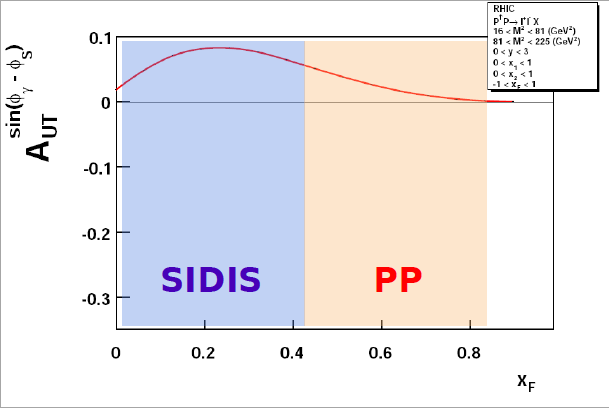 RHIC
P↑P→ l⁺l⁻ X
16 < M² < 81 (GeV²)
81 < M² < 225 (GeV²)
0 < y < 3
0 < x₁ < 1
0 < x₂ < 1
-1 < x_F < 1
A_UT^sin(ϕ_γ - ϕ_S)
0.1
0
-0.1
-0.2
-0.3
SIDIS PP
0 0.2 0.4 0.6 0.8
x_F